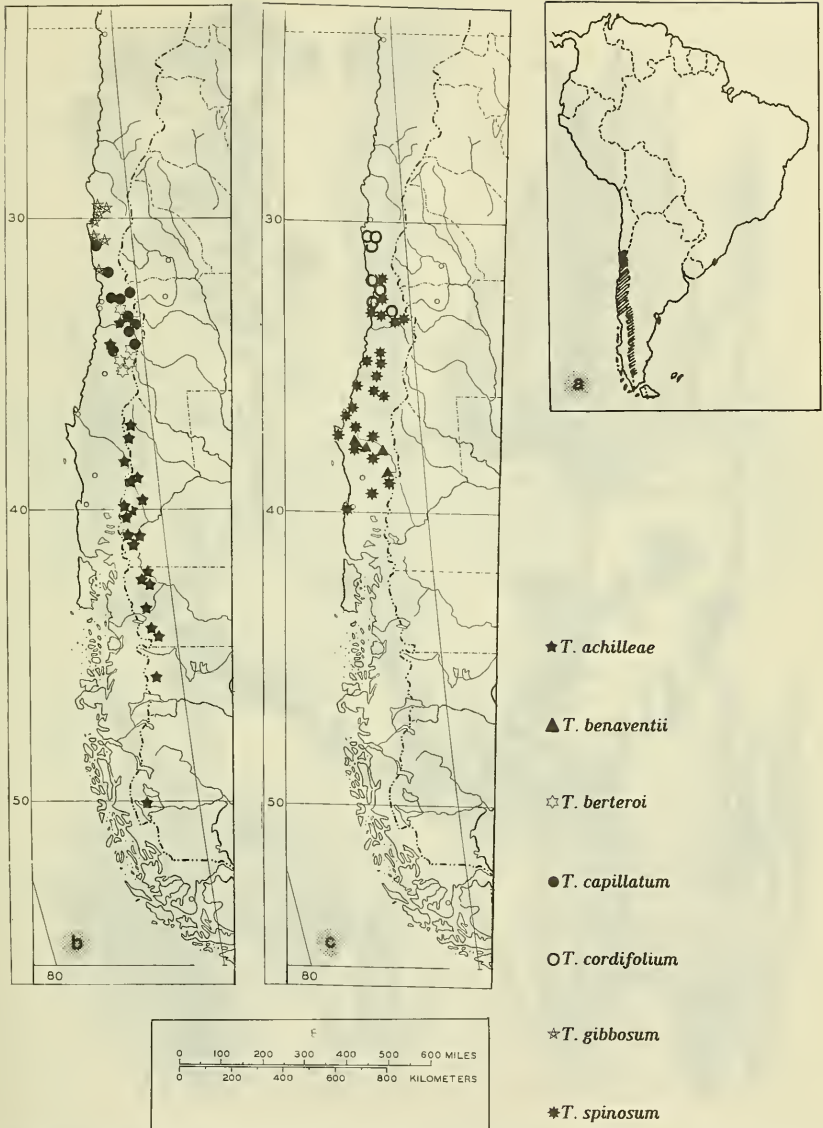 30
40
50
80
b
30
40
50
80
c
a
T. achilleae
T. benaventii
T. berteroi
T. capillatum
T. cordifolium
T. gibbosum
T. spinosum
0 100 200 300 400 500 600 MILES
0 200 400 600 800 KILOMETERS